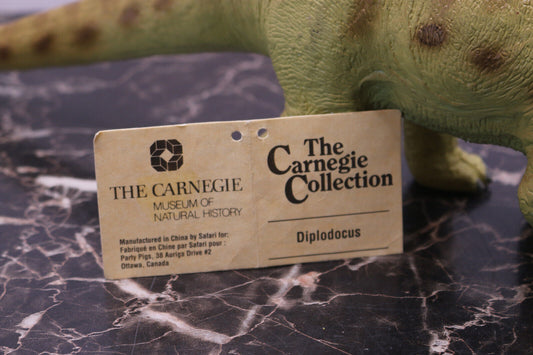 THE CARNEGIE
MUSEUM OF
NATURAL HISTORY
Manufactured in China by Safari for:
Fabriqué en Chine par Safari pour :
Party Pigs, 38 Auriga Drive #2
Ottawa, Canada
The
Carnegie
Collection
Diplodocus